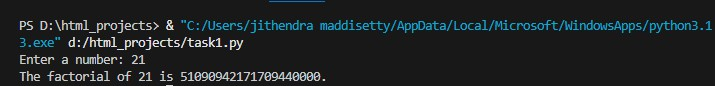 PS D:\html_projects> & "C:/Users/jithendra maddisetty/AppData/Local/Microsoft/WindowsApps/python3.1
3.exe" d:/html_projects/task1.py
Enter a number: 21
The factorial of 21 is 51090942171709440000.